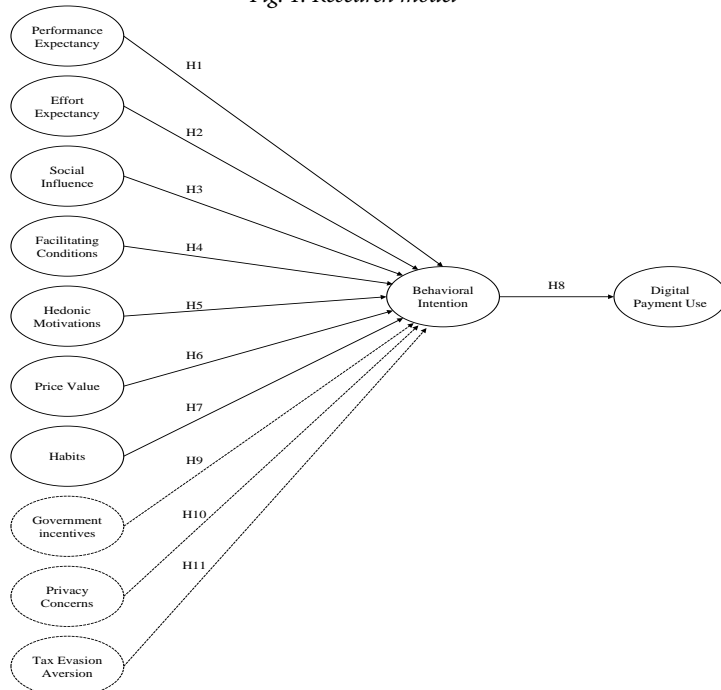 Fig. 1. Research model
Performance
Expectancy
H1
Effort
Expectancy
H2
Social
Influence
H3
Facilitating
Conditions
H4
Hedonic
Motivations
H5
Price Value
H6
Habits
H7
Government
incentives
H9
Privacy
Concerns
H10
Tax Evasion
Aversion
H11
Behavioral
Intention
H8
Digital
Payment Use